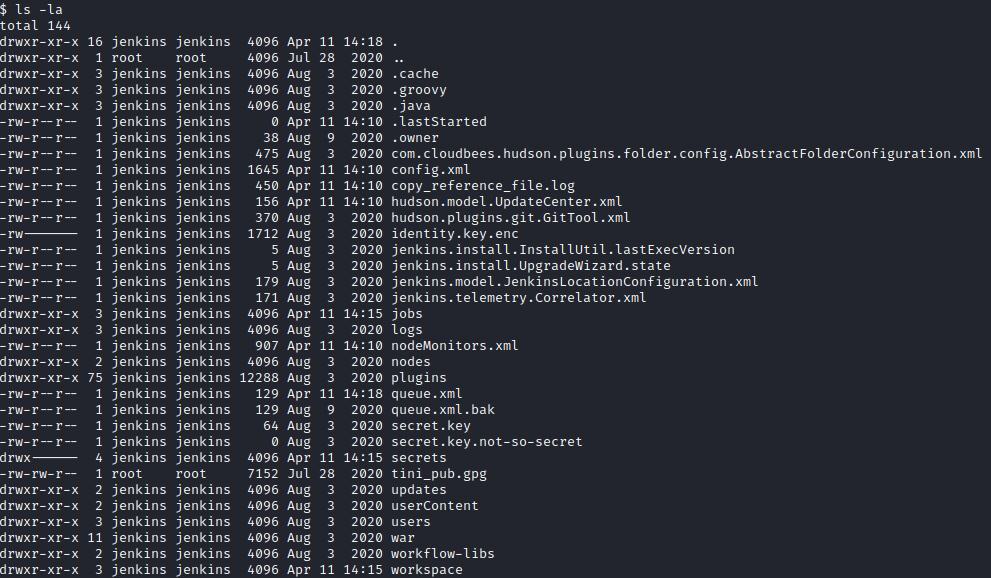 $ ls -la
total 144
drwxr-xr-x 16 jenkins jenkins  4096 Apr 11 14:18 .
drwxr-xr-x  1 root    root     4096 Jul 28  2020 ..
drwxr-xr-x  3 jenkins jenkins  4096 Aug  3  2020 .cache
drwxr-xr-x  3 jenkins jenkins  4096 Aug  3  2020 .groovy
drwxr-xr-x  3 jenkins jenkins  4096 Aug  3  2020 .java
-rw-r--r--  1 jenkins jenkins     0 Apr 11 14:10 .lastStarted
-rw-r--r--  1 jenkins jenkins    38 Aug  9  2020 .owner
-rw-r--r--  1 jenkins jenkins   475 Aug  3  2020 com.cloudbees.hudson.plugins.folder.config.AbstractFolderConfiguration.xml
-rw-r--r--  1 jenkins jenkins  1645 Apr 11 14:10 config.xml
-rw-r--r--  1 jenkins jenkins   450 Apr 11 14:10 copy_reference_file.log
-rw-r--r--  1 jenkins jenkins   156 Apr 11 14:10 hudson.model.UpdateCenter.xml
-rw-r--r--  1 jenkins jenkins   370 Aug  3  2020 hudson.plugins.git.GitTool.xml
-rw-------  1 jenkins jenkins  1712 Aug  3  2020 identity.key.enc
-rw-r--r--  1 jenkins jenkins     5 Aug  3  2020 jenkins.install.InstallUtil.lastExecVersion
-rw-r--r--  1 jenkins jenkins     5 Aug  3  2020 jenkins.install.UpgradeWizard.state
-rw-r--r--  1 jenkins jenkins   179 Aug  3  2020 jenkins.model.JenkinsLocationConfiguration.xml
-rw-r--r--  1 jenkins jenkins   171 Aug  3  2020 jenkins.telemetry.Correlator.xml
drwxr-xr-x  3 jenkins jenkins  4096 Apr 11 14:15 jobs
drwxr-xr-x  3 jenkins jenkins  4096 Aug  3  2020 logs
-rw-r--r--  1 jenkins jenkins   907 Apr 11 14:10 nodeMonitors.xml
drwxr-xr-x  2 jenkins jenkins  4096 Aug  3  2020 nodes
drwxr-xr-x 75 jenkins jenkins 12288 Aug  3  2020 plugins
-rw-r--r--  1 jenkins jenkins   129 Apr 11 14:18 queue.xml
-rw-r--r--  1 jenkins jenkins   129 Aug  9  2020 queue.xml.bak
-rw-r--r--  1 jenkins jenkins    64 Aug  3  2020 secret.key
-rw-r--r--  1 jenkins jenkins     0 Aug  3  2020 secret.key.not-so-secret
drwx------  4 jenkins jenkins  4096 Apr 11 14:15 secrets
-rw-rw-r--  1 root    root     7152 Jul 28  2020 tini_pub.gpg
drwxr-xr-x  2 jenkins jenkins  4096 Aug  3  2020 updates
drwxr-xr-x  2 jenkins jenkins  4096 Aug  3  2020 userContent
drwxr-xr-x  3 jenkins jenkins  4096 Aug  3  2020 users
drwxr-xr-x 11 jenkins jenkins  4096 Aug  3  2020 war
drwxr-xr-x  2 jenkins jenkins  4096 Aug  3  2020 workflow-libs
drwxr-xr-x  3 jenkins jenkins  4096 Apr 11 14:15 workspace